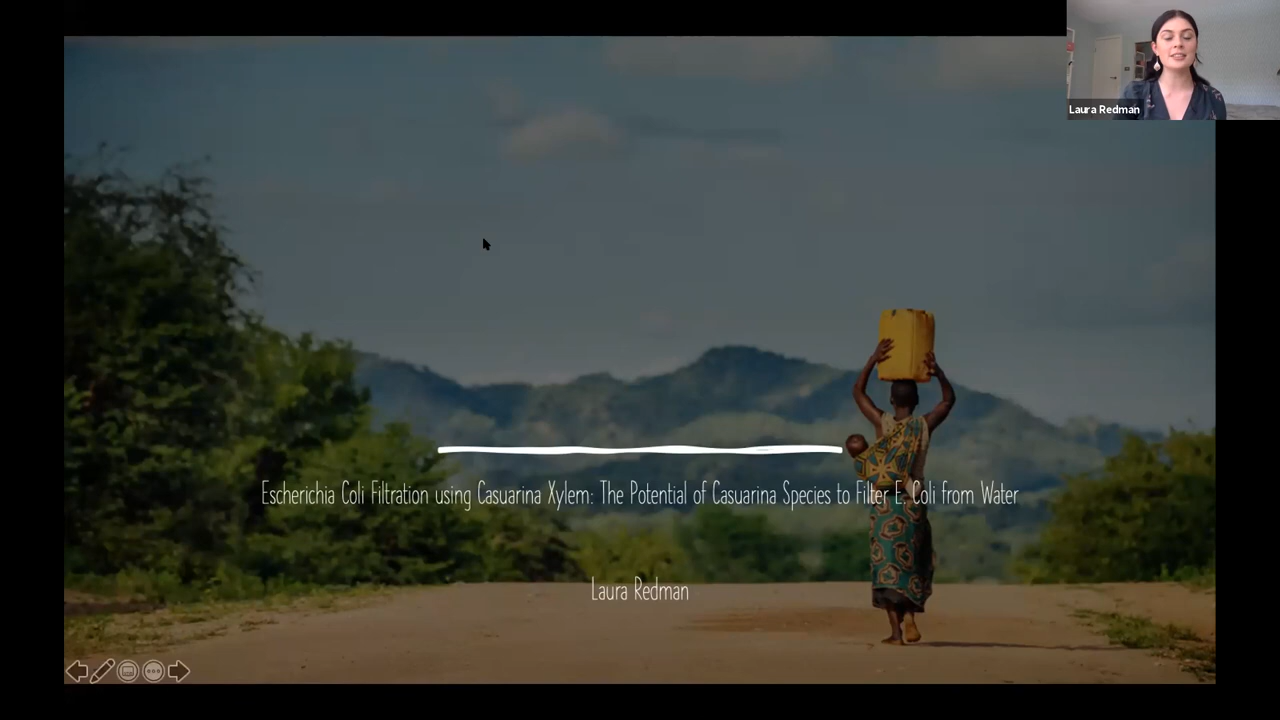 Laura Redman
Escherichia Coli Filtration using Casuarina Xylem: The Potential of Casuarina Species to Filter E. Coli from Water
Laura Redman